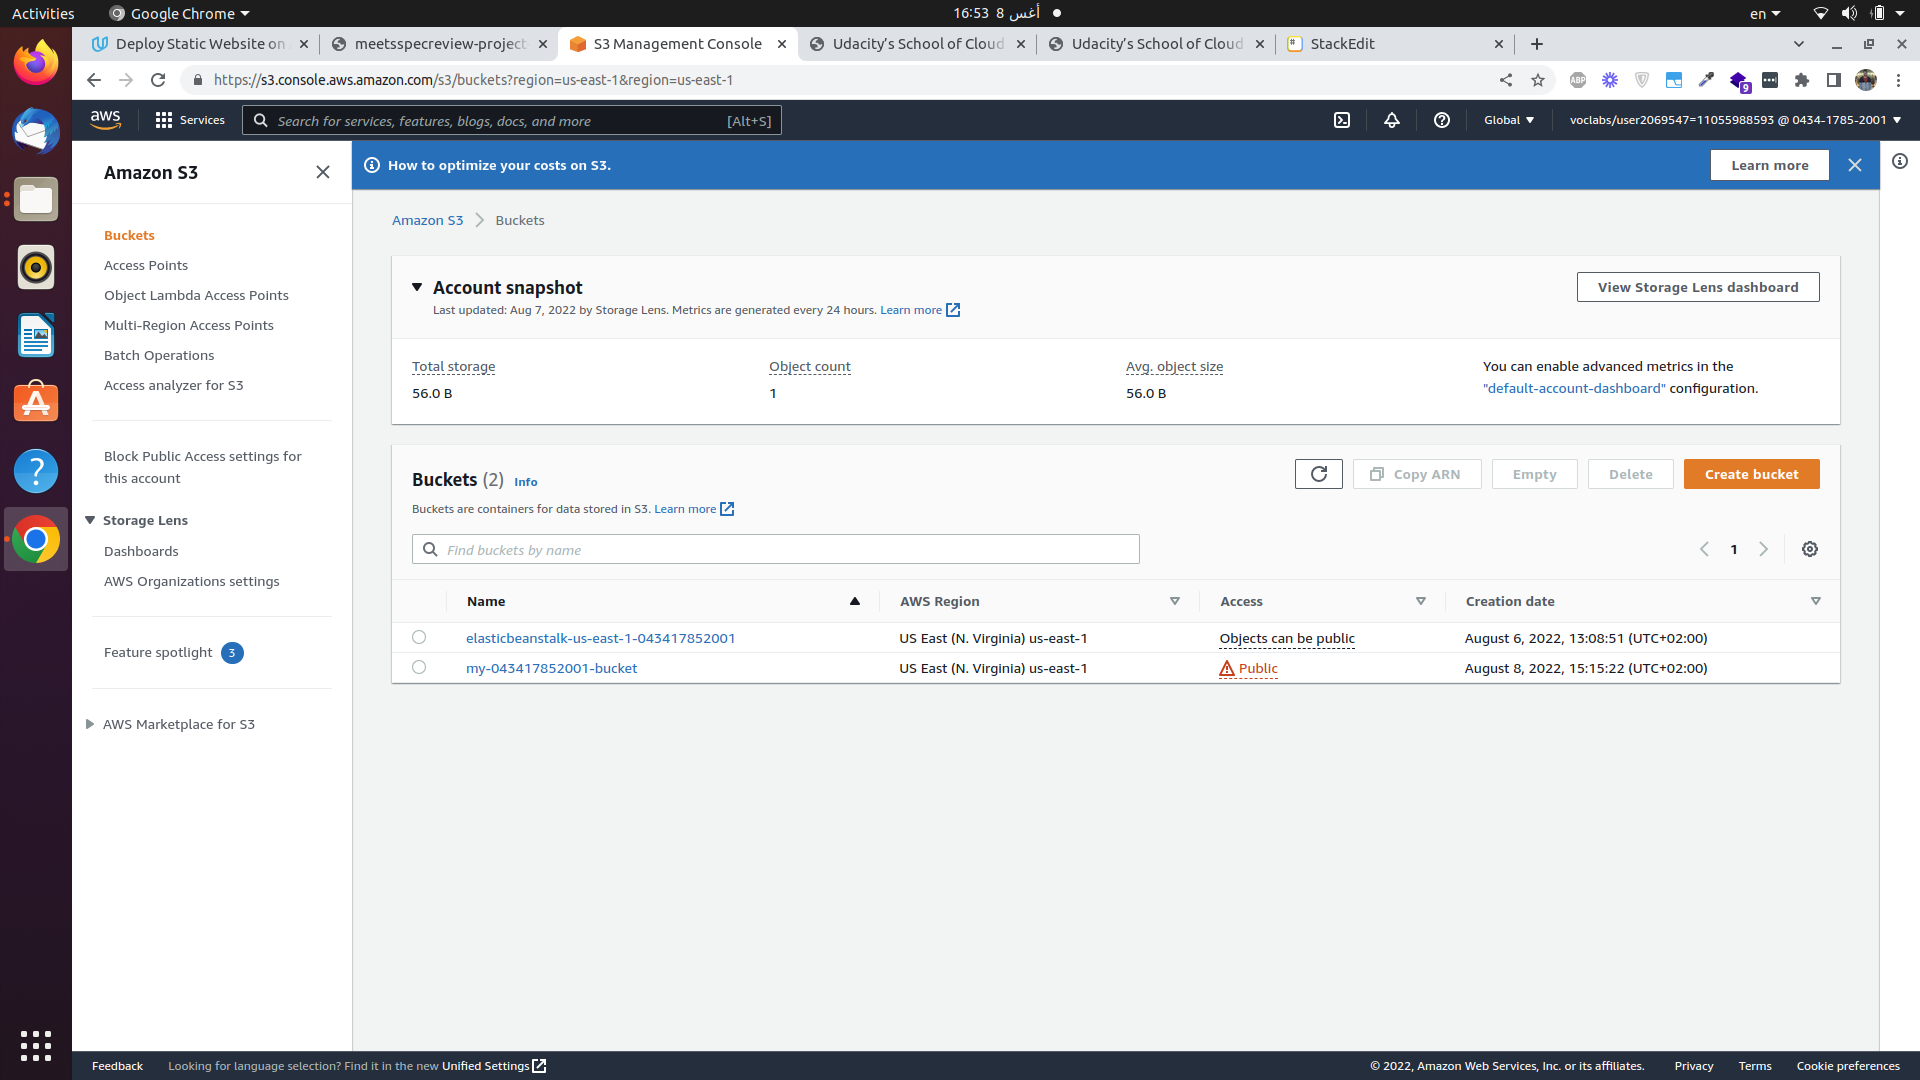 Activities
Google Chrome
16:53 8 أغس
en
Deploy Static Website on
meetsspecreview-project
S3 Management Console
Udacity's School of Cloud
Udacity's School of Cloud
StackEdit
https://s3.console.aws.amazon.com/s3/buckets?region=us-east-1&region=us-east-1
ABP
9
aws
Services
Search for services, features, blogs, docs, and more
[Alt+S]
Global
voclabs/user2069547=11055988593 @ 0434-1785-2001
Amazon S3
Buckets
Access Points
Object Lambda Access Points
Multi-Region Access Points
Batch Operations
Access analyzer for S3
Block Public Access settings for
this account
Storage Lens
Dashboards
AWS Organizations settings
Feature spotlight 3
AWS Marketplace for S3
How to optimize your costs on S3.
Learn more
Amazon S3
Buckets
Account snapshot
Last updated: Aug 7, 2022 by Storage Lens. Metrics are generated every 24 hours. Learn more
View Storage Lens dashboard
Total storage
56.0 B
Object count
1
Avg. object size
56.0 B
You can enable advanced metrics in the
"default-account-dashboard" configuration.
Buckets (2) Info
Buckets are containers for data stored in S3. Learn more
Copy ARN
Empty
Delete
Create bucket
Find buckets by name
1
Name AWS Region Access Creation date
elasticbeanstalk-us-east-1-043417852001 US East (N. Virginia) us-east-1 Objects can be public August 6, 2022, 13:08:51 (UTC+02:00)
my-043417852001-bucket US East (N. Virginia) us-east-1 Public August 8, 2022, 15:15:22 (UTC+02:00)
Feedback
Looking for language selection? Find it in the new Unified Settings
© 2022, Amazon Web Services, Inc. or its affiliates.
Privacy
Terms
Cookie preferences